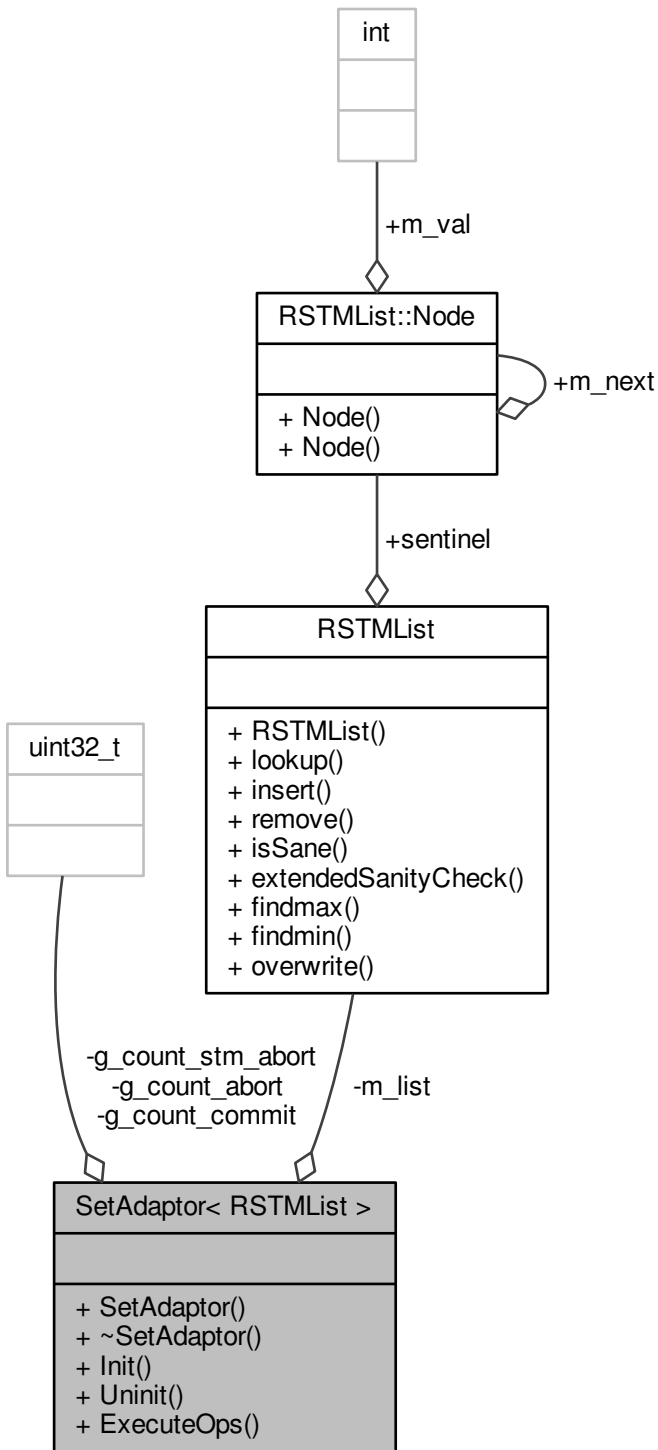 int
+m_val
RSTMList::Node
+m_next
+ Node()
+ Node()
+sentinel
RSTMList
+ RSTMList()
+ lookup()
+ insert()
+ remove()
+ isSane()
+ extendedSanityCheck()
+ findmax()
+ findmin()
+ overwrite()
uint32_t
-g_count_stm_abort
-g_count_abort
-g_count_commit
-m_list
SetAdaptor< RSTMList >
+ SetAdaptor()
+ ~SetAdaptor()
+ Init()
+ Uninit()
+ ExecuteOps()